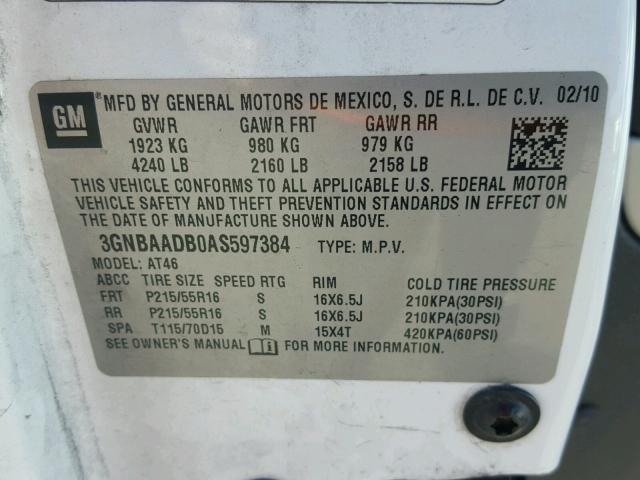 GM
MFD BY GENERAL MOTORS DE MEXICO, S. DE R.L. DE C.V. 02/10
GVWR GAWR FRT GAWR RR
1923 KG 980 KG 979 KG
4240 LB 2160 LB 2158 LB
THIS VEHICLE CONFORMS TO ALL APPLICABLE U.S. FEDERAL MOTOR
VEHICLE SAFETY AND THEFT PREVENTION STANDARDS IN EFFECT ON
THE DATE OF MANUFACTURE SHOWN ABOVE.
3GNBAADB0AS597384 TYPE: M.P.V.
MODEL: AT46
ABCC TIRE SIZE SPEED RTG RIM COLD TIRE PRESSURE
FRT P215/55R16 S 16X6.5J 210KPA(30PSI)
RR P215/55R16 S 16X6.5J 210KPA(30PSI)
SPA T115/70D15 M 15X4T 420KPA(60PSI)
SEE OWNER'S MANUAL FOR MORE INFORMATION.